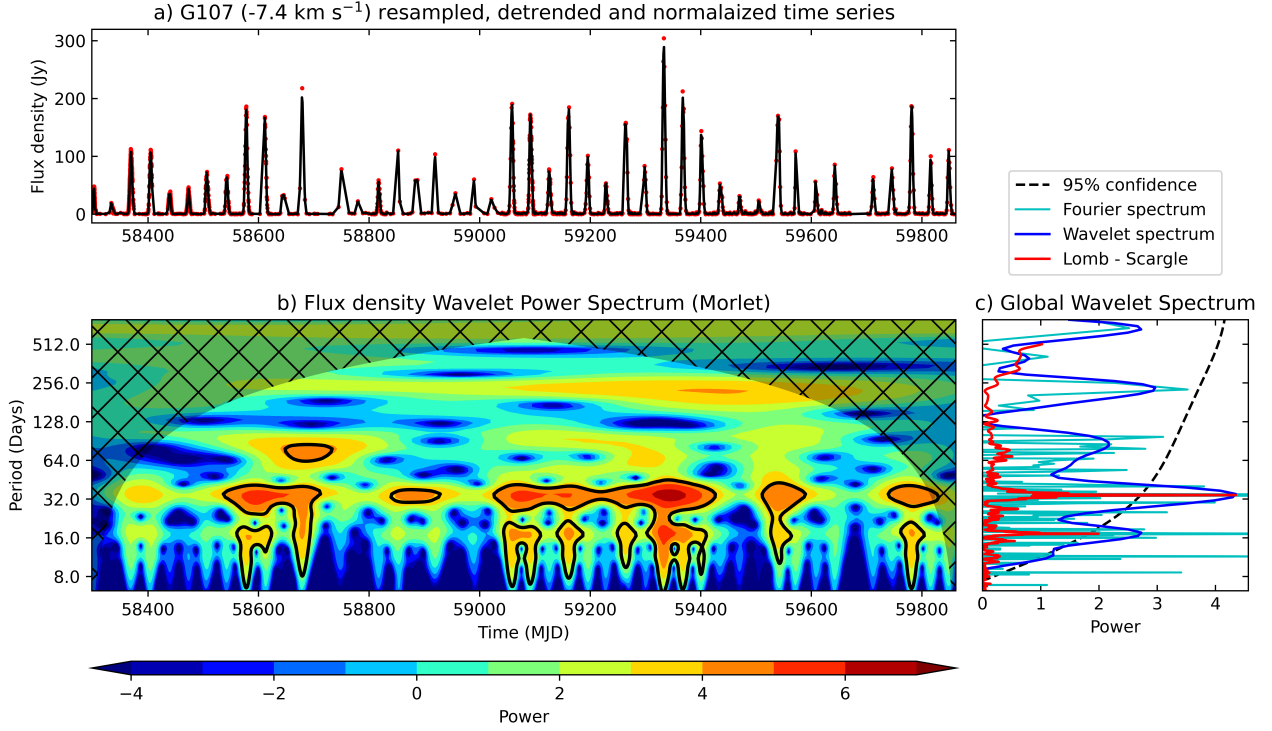 a) G107 (-7.4 km s⁻¹) resampled, detrended and normalaized time series
Flux density (Jy)
300
200
100
0
58400 58600 58800 59000 59200 59400 59600 59800
95% confidence
Fourier spectrum
Wavelet spectrum
Lomb - Scargle
b) Flux density Wavelet Power Spectrum (Morlet)
Period (Days)
512.0
256.0
128.0
64.0
32.0
16.0
8.0
58400 58600 58800 59000 59200 59400 59600 59800
Time (MJD)
c) Global Wavelet Spectrum
0 1 2 3 4
Power
−4 −2 0 2 4 6
Power